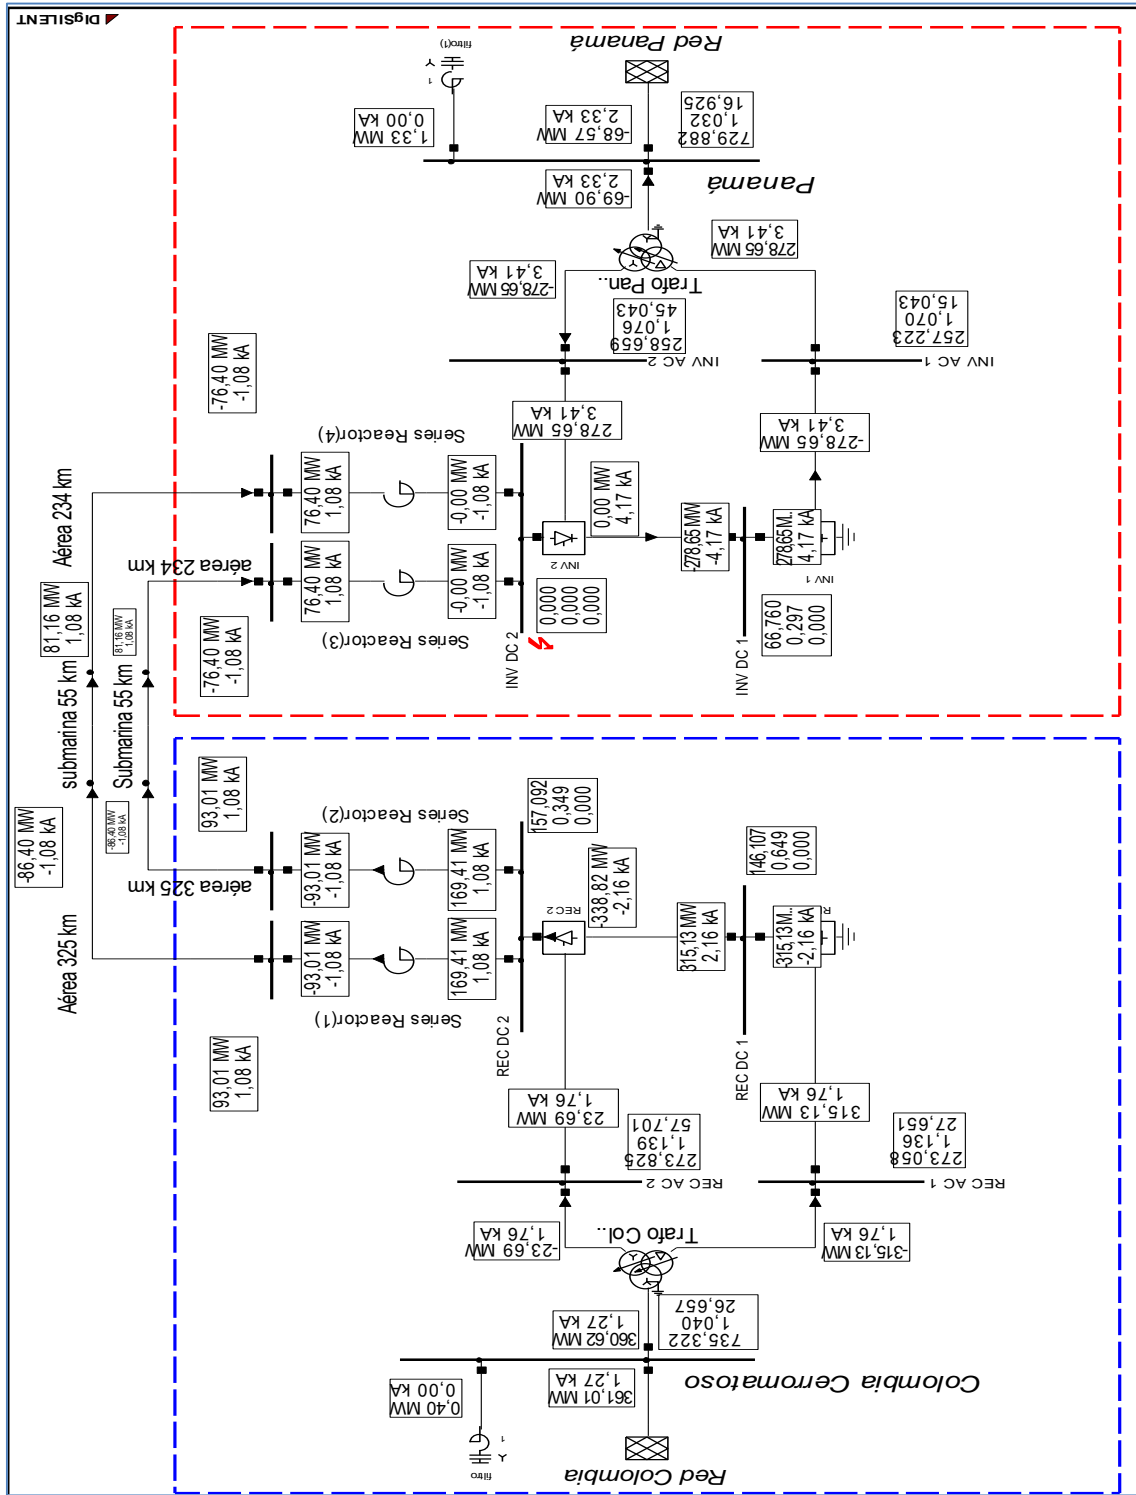 DIgSILENT
Red Panamá
filtro(1)
1
1,33 MW
0,00 kA
-68,57 MW
2,33 kA
729,882
1,032
16,925
Panamá
-69,90 MW
2,33 kA
Trafo Pan..
-278,65 MW
3,41 kA
278,65 MW
3,41 kA
258,659
1,076
45,043
INV AC 2
257,223
1,070
15,043
INV AC 1
278,65 MW
3,41 kA
-278,65 MW
3,41 kA
-76,40 MW
-1,08 kA
Series Reactor(4)
76,40 MW
1,08 kA
-0,00 MW
-1,08 kA
76,40 MW
1,08 kA
-0,00 MW
-1,08 kA
Series Reactor(3)
-76,40 MW
-1,08 kA
INV 2
0,00 MW
4,17 kA
0,000
0,000
0,000
INV DC 2
-278,65 MW
-4,17 kA
278,65M..
4,17 kA
INV 1
66,760
0,297
0,000
INV DC 1
Aérea 234 km
aérea 234 km
81,16 MW
1,08 kA
81,16 MW
1,08 kA
submarina 55 km
Submarina 55 km
-86,40 MW
-1,08 kA
-86,40 MW
-1,08 kA
aérea 325 km
Aérea 325 km
93,01 MW
1,08 kA
Series Reactor(2)
-93,01 MW
-1,08 kA
169,41 MW
1,08 kA
-93,01 MW
-1,08 kA
169,41 MW
1,08 kA
Series Reactor(1)
93,01 MW
1,08 kA
157,092
0,349
0,000
REC 2
-338,82 MW
-2,16 kA
REC DC 2
146,107
0,649
0,000
315,13 MW
2,16 kA
-315,13M..
-2,16 kA
REC DC 1
23,69 MW
1,76 kA
315,13 MW
1,76 kA
273,825
1,139
57,701
REC AC 2
273,058
1,136
27,651
REC AC 1
-23,69 MW
1,76 kA
Trafo Col..
-315,13 MW
1,76 kA
360,62 MW
1,27 kA
735,322
1,040
26,657
Colombia Cerromatoso
361,01 MW
1,27 kA
0,40 MW
0,00 kA
1
filtro
Red Colombia